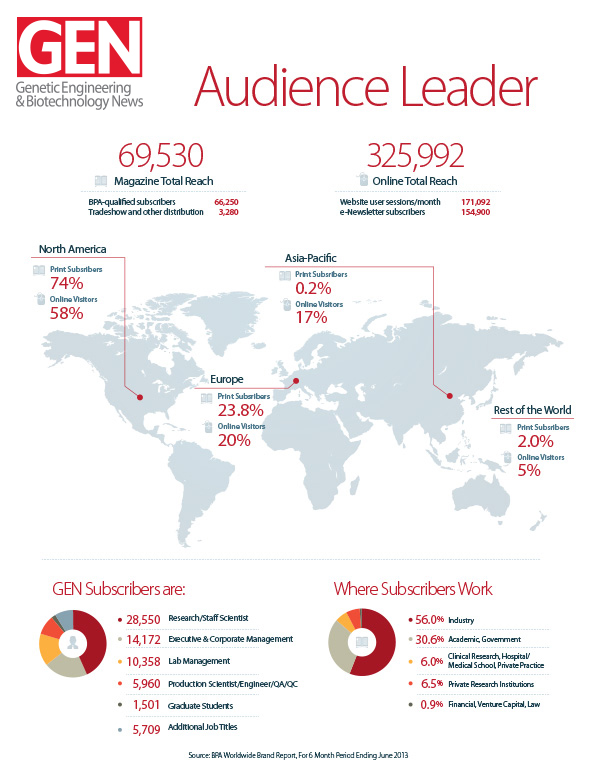 GEN
Genetic Engineering
& Biotechnology News
Audience Leader
69,530
Magazine Total Reach
BPA-qualified subscribers 66,250
Tradeshow and other distribution 3,280
325,992
Online Total Reach
Website user sessions/month 171,092
e-Newsletter subscribers 154,900
North America
Print Subsribers
74%
Online Visitors
58%
Asia-Pacific
Print Subsribers
0.2%
Online Visitors
17%
Europe
Print Subsribers
23.8%
Online Visitors
20%
Rest of the World
Print Subsribers
2.0%
Online Visitors
5%
GEN Subscribers are:
28,550 Research/Staff Scientist
14,172 Executive & Corporate Management
10,358 Lab Management
5,960 Production Scientist/Engineer/QA/QC
1,501 Graduate Students
5,709 Additional Job Titles
Where Subscribers Work
56.0% Industry
30.6% Academic, Government
6.0% Clinical Research, Hospital/
Medical School, Private Practice
6.5% Private Research Institutions
0.9% Financial, Venture Capital, Law
Source: BPA Worldwide Brand Report, For 6 Month Period Ending June 2013